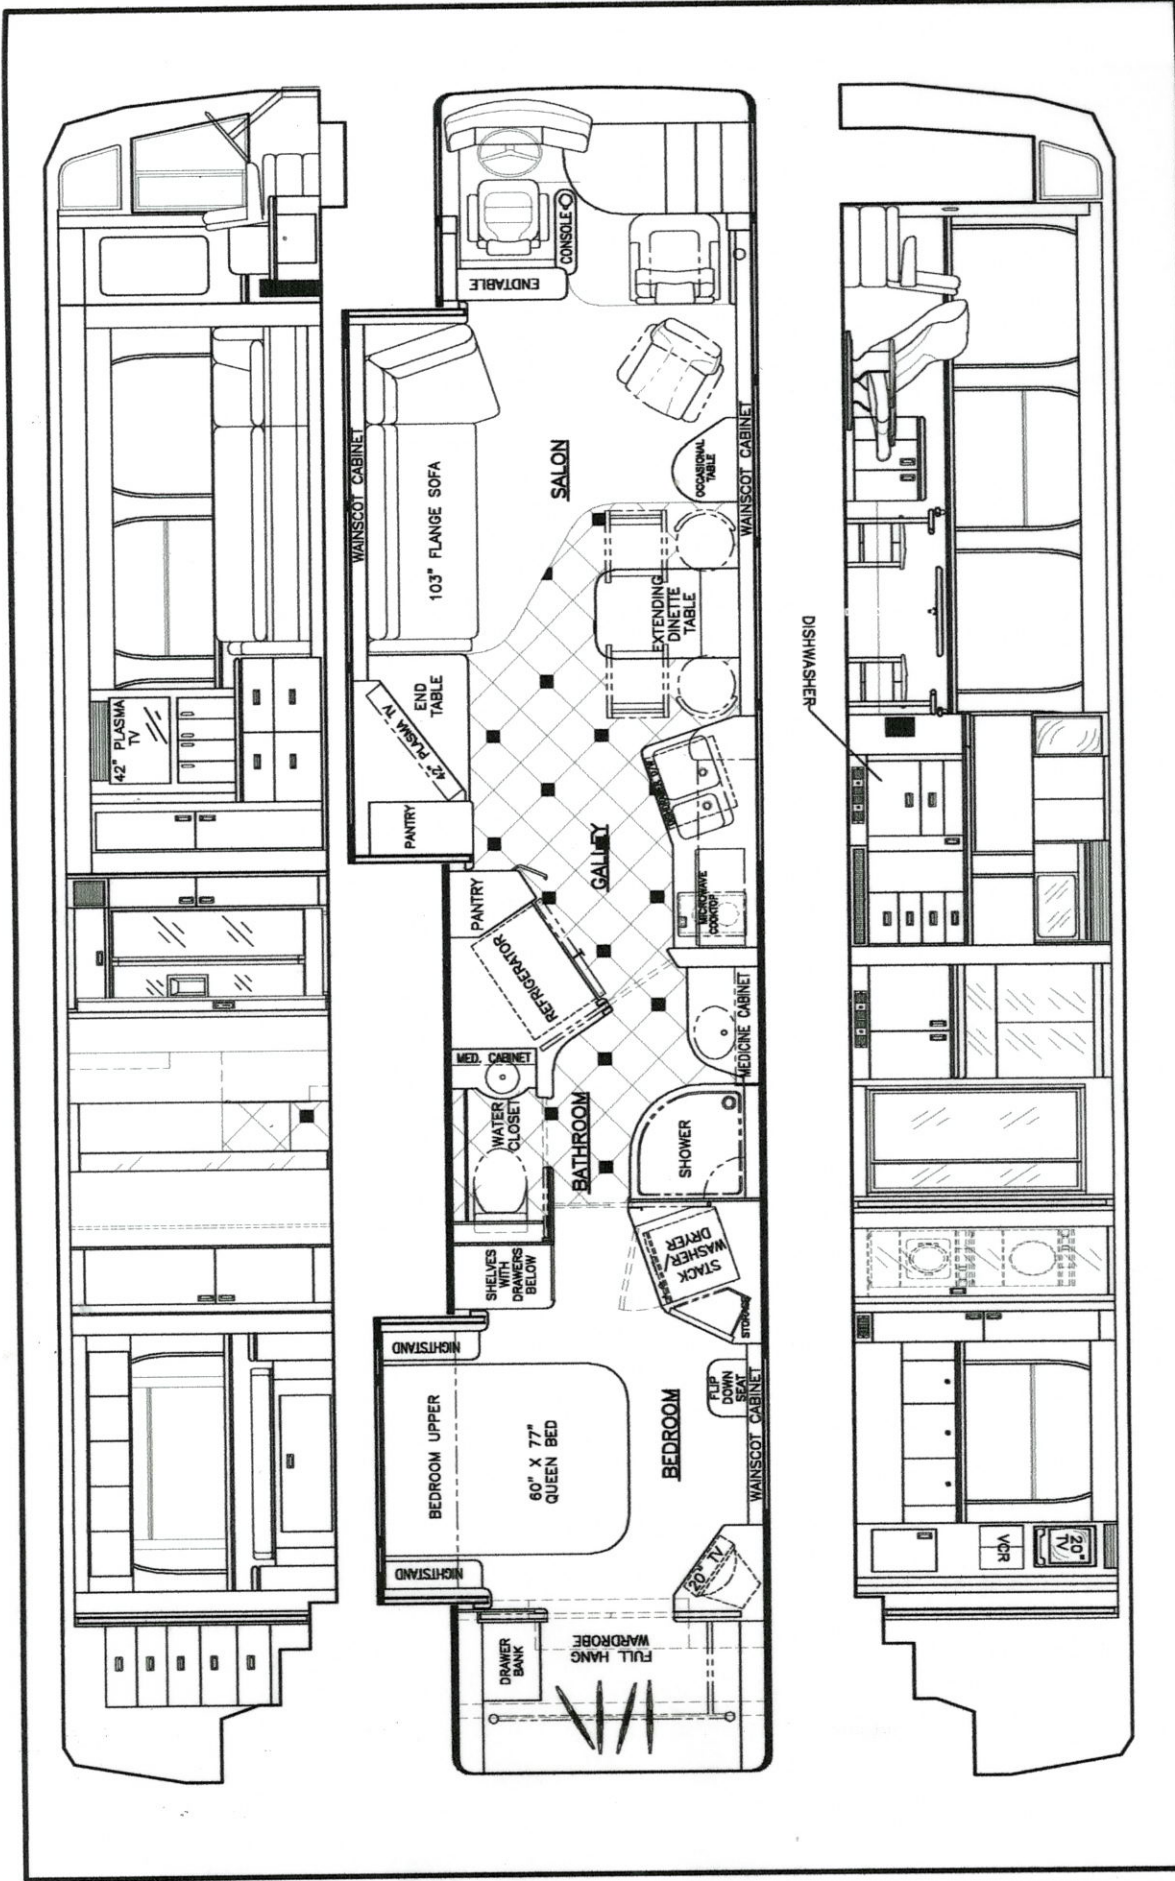 42" PLASMA
TV
ENDTABLE
CONSOLE
WAINSCOT CABINET
103" FLANGE SOFA
SALON
OCCASIONAL
TABLE
WAINSCOT CABINET
EXTENDING
DINETTE
TABLE
END
TABLE
42" PLASMA TV
PANTRY
PANTRY
GALLEY
MICROWAVE
COOKTOP
REFRIGERATOR
MED. CABINET
MEDICINE CABINET
WATER
CLOSET
BATHROOM
SHOWER
SHELVES
WITH
DRAWERS
BELOW
STACK
WASHER/
DRYER
STORAGE
NIGHTSTAND
BEDROOM UPPER
60" X 77"
QUEEN BED
BEDROOM
FLIP
DOWN
SEAT
WAINSCOT CABINET
NIGHTSTAND
20" TV
DRAWER
BANK
FULL HANG
WARDROBE
DISHWASHER
VCR
20"
TV